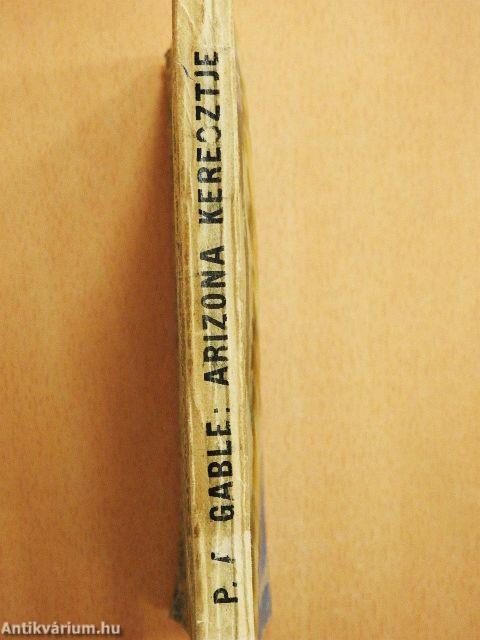 P. GABLE: ARIZONA KERESZTJE
Antikvárium.hu